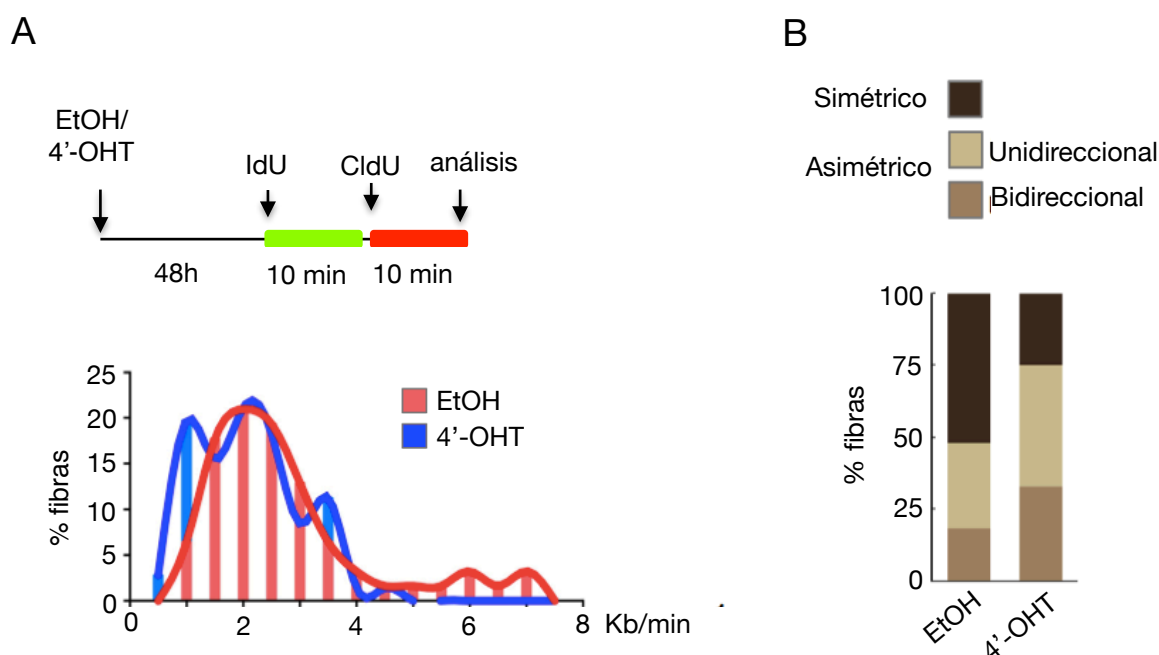 A
EtOH/
4'-OHT
IdU
CldU
análisis
48h
10 min
10 min
% fibras
25
20
15
10
5
0
EtOH
4'-OHT
0
2
4
6
8
Kb/min
B
Simétrico
Asimétrico
Unidireccional
Bidireccional
% fibras
100
75
50
25
0
EtOH
4'-OHT